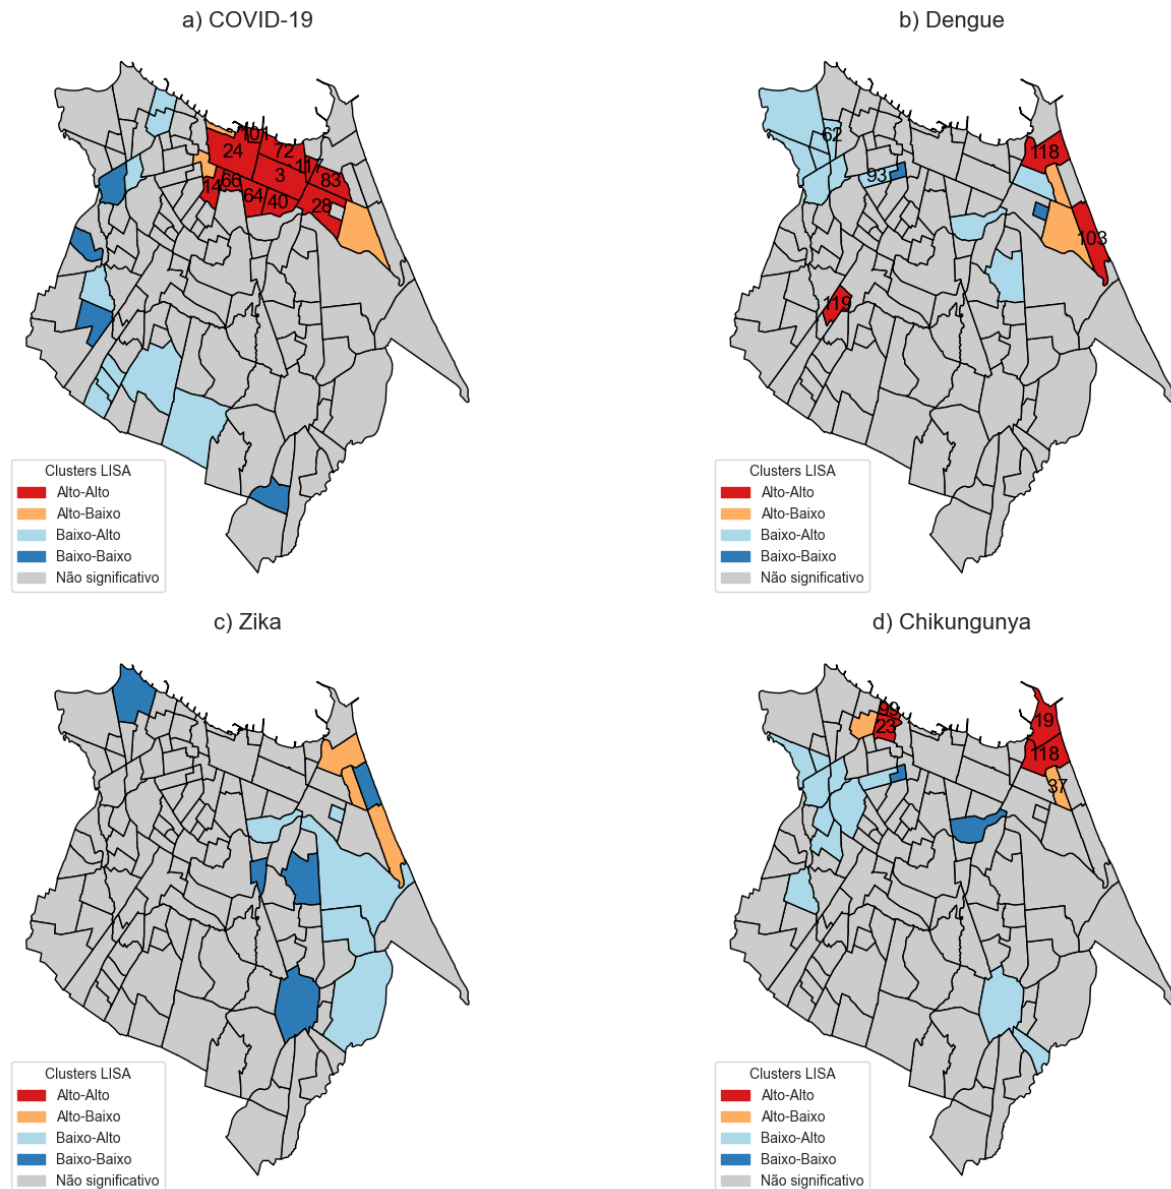 a) COVID-19
101
24
72
117
3
83
14
66
64
40
28
Clusters LISA
Alto-Alto
Alto-Baixo
Baixo-Alto
Baixo-Baixo
Não significativo
b) Dengue
62
118
93
103
119
Clusters LISA
Alto-Alto
Alto-Baixo
Baixo-Alto
Baixo-Baixo
Não significativo
c) Zika
Clusters LISA
Alto-Alto
Alto-Baixo
Baixo-Alto
Baixo-Baixo
Não significativo
d) Chikungunya
99
23
19
118
37
Clusters LISA
Alto-Alto
Alto-Baixo
Baixo-Alto
Baixo-Baixo
Não significativo